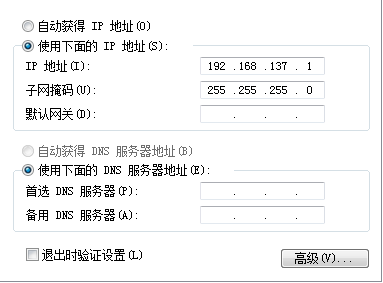 自动获得 IP 地址(O)
使用下面的 IP 地址(S):
IP 地址(I): 192 .168 .137 . 1
子网掩码(U): 255 .255 .255 . 0
默认网关(D): . . .
自动获得 DNS 服务器地址(B)
使用下面的 DNS 服务器地址(E):
首选 DNS 服务器(P): . . .
备用 DNS 服务器(A): . . .
退出时验证设置(L) 高级(V)...